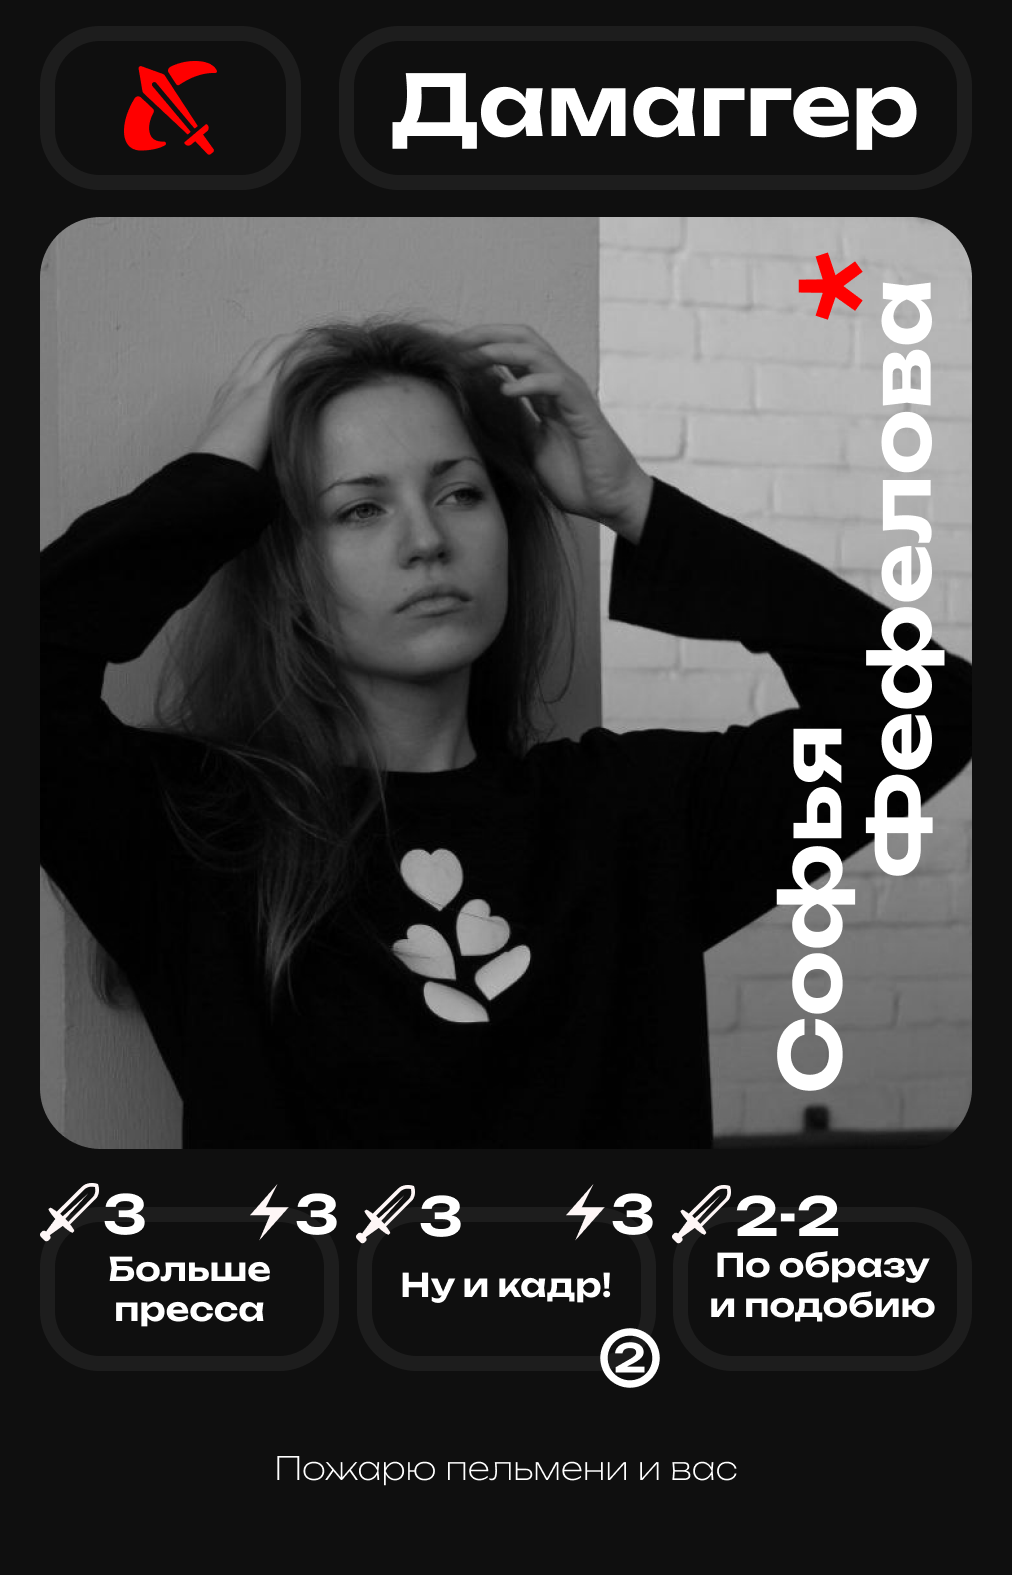 Дамаггер
Софья
Фефелова
*
3
3
3
3
2-2
Больше
пресса
Ну и кадр!
По образу
и подобию
2
Пожарю пельмени и вас